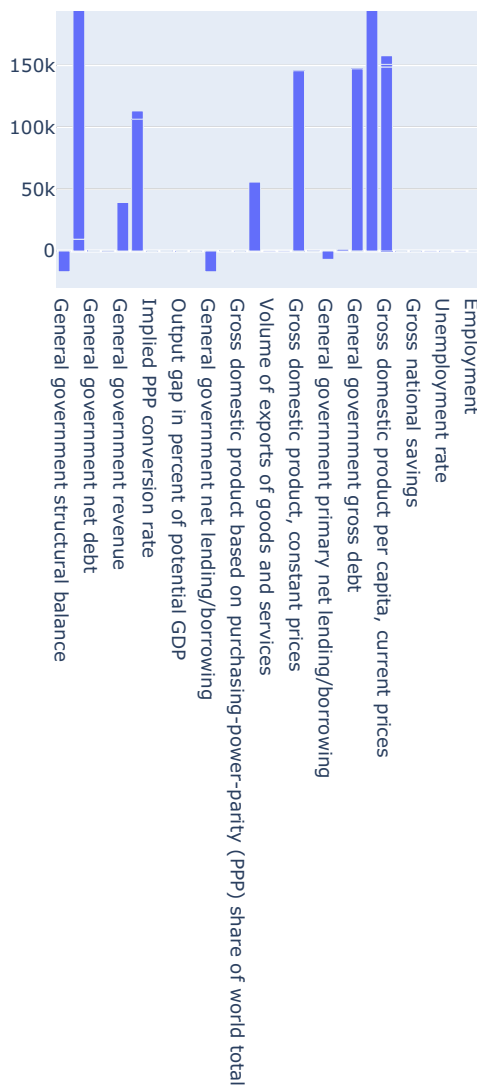 150k
100k
50k
0
General government structural balance
General government net debt
General government revenue
Implied PPP conversion rate
Output gap in percent of potential GDP
General government net lending/borrowing
Gross domestic product based on purchasing-power-parity (PPP) share of world total
Volume of exports of goods and services
Gross domestic product, constant prices
General government primary net lending/borrowing
General government gross debt
Gross domestic product per capita, current prices
Gross national savings
Unemployment rate
Employment